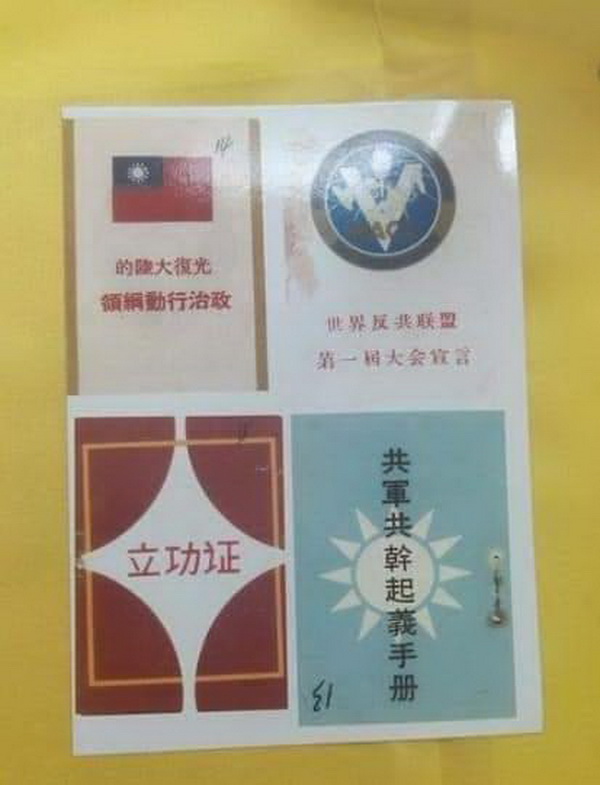 光復大陸的
政治行動綱領
世界反共联盟
第一届大会宣言
立功证
共軍共幹起義手册